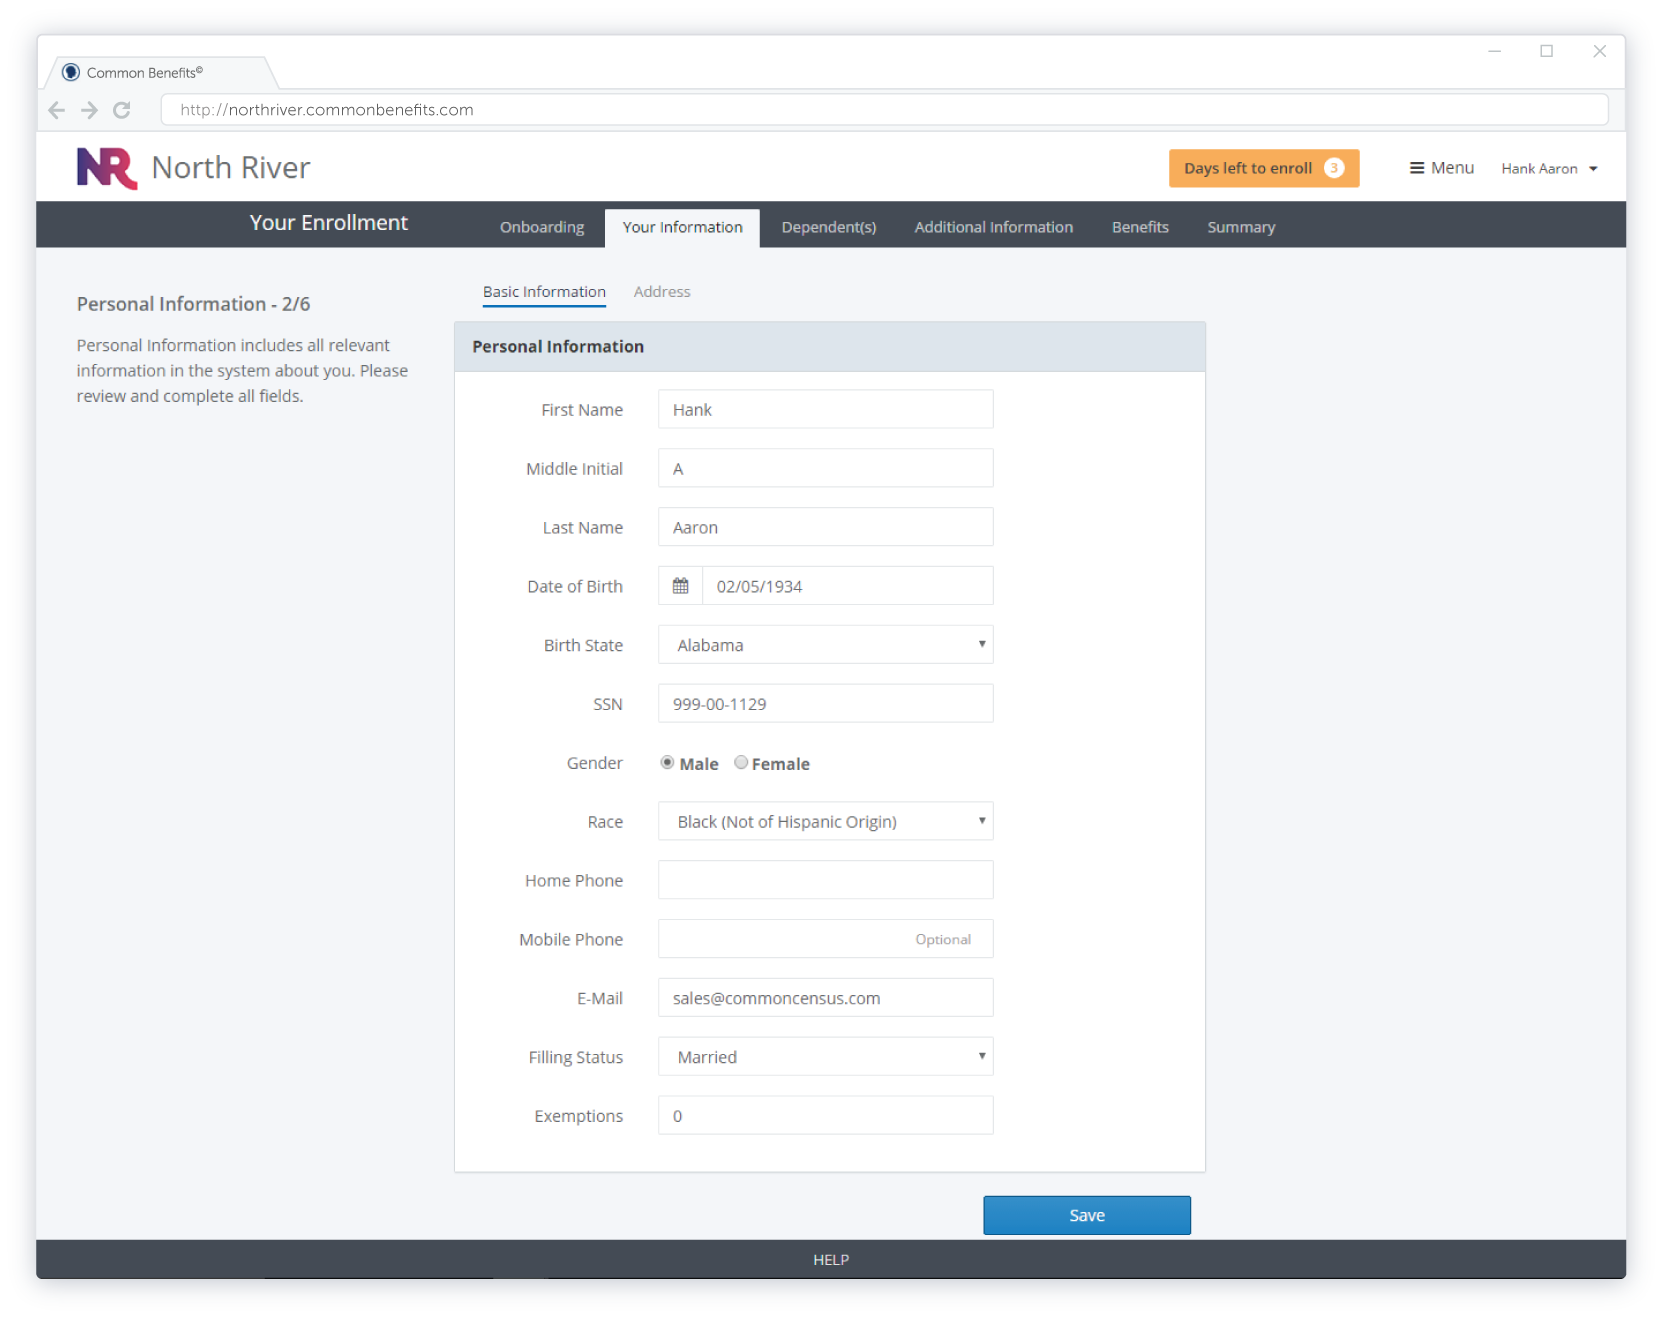 Common Benefits©
http://northriver.commonbenefits.com
NR North River
Days left to enroll 3
Menu
Hank Aaron
Your Enrollment
Onboarding
Your Information
Dependent(s)
Additional Information
Benefits
Summary
Personal Information - 2/6
Personal Information includes all relevant
information in the system about you. Please
review and complete all fields.
Basic Information
Address
Personal Information
First Name Hank
Middle Initial A
Last Name Aaron
Date of Birth 02/05/1934
Birth State Alabama
SSN 999-00-1129
Gender Male Female
Race Black (Not of Hispanic Origin)
Home Phone
Mobile Phone Optional
E-Mail sales@commoncensus.com
Filling Status Married
Exemptions 0
Save
HELP